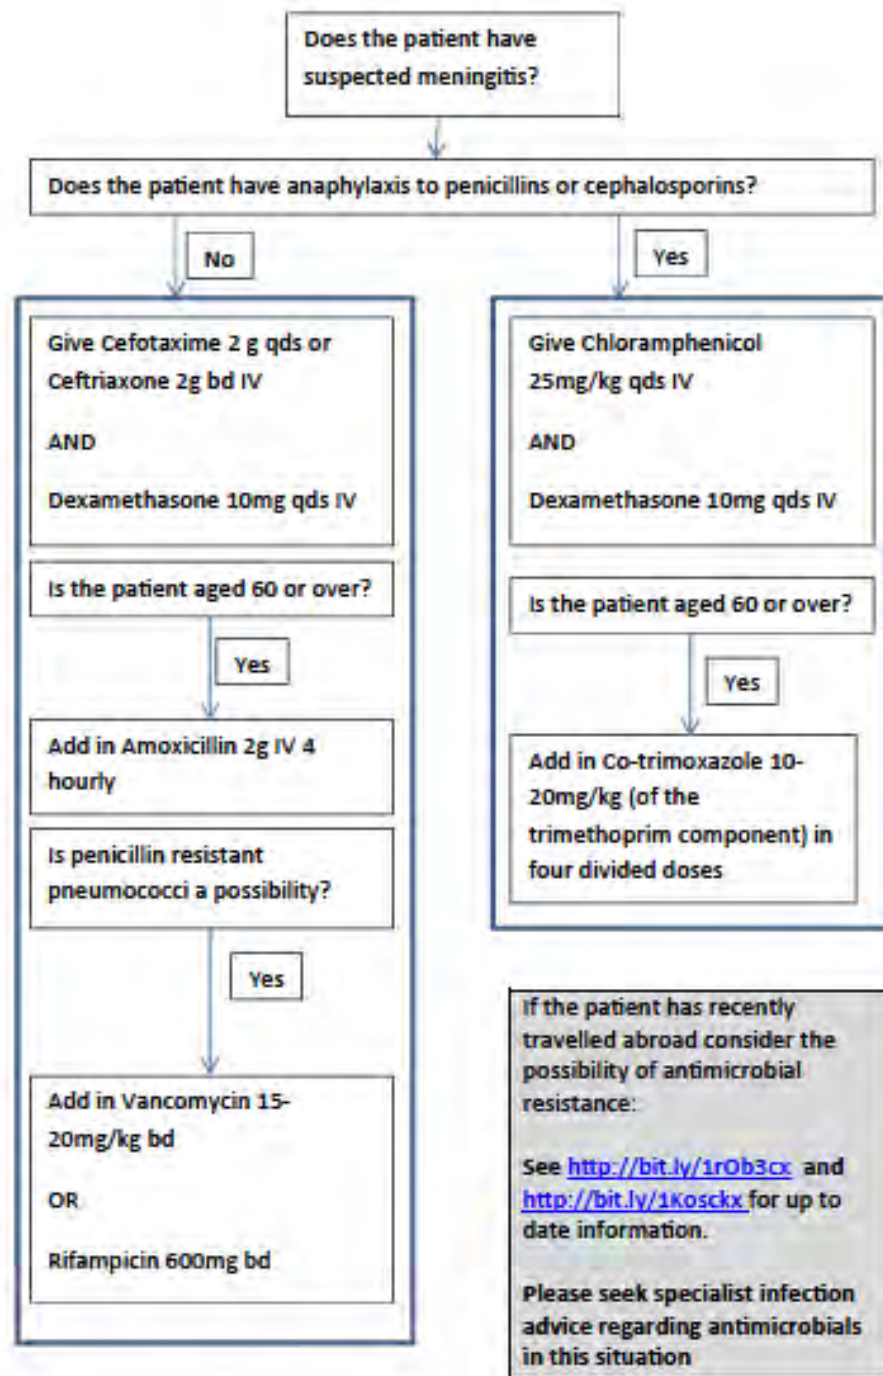 Does the patient have
suspected meningitis?
Does the patient have anaphylaxis to penicillins or cephalosporins?
No
Yes
Give Cefotaxime 2 g qds or
Ceftriaxone 2g bd IV
AND
Dexamethasone 10mg qds IV
Is the patient aged 60 or over?
Yes
Add in Amoxicillin 2g IV 4
hourly
Is penicillin resistant
pneumococci a possibility?
Yes
Add in Vancomycin 15-
20mg/kg bd
OR
Rifampicin 600mg bd
Give Chloramphenicol
25mg/kg qds IV
AND
Dexamethasone 10mg qds IV
Is the patient aged 60 or over?
Yes
Add in Co-trimoxazole 10-
20mg/kg (of the
trimethoprim component) in
four divided doses
If the patient has recently
travelled abroad consider the
possibility of antimicrobial
resistance:
See http://bit.ly/1rOb3cx and
http://bit.ly/1Kosckx for up to
date information.
Please seek specialist infection
advice regarding antimicrobials
in this situation